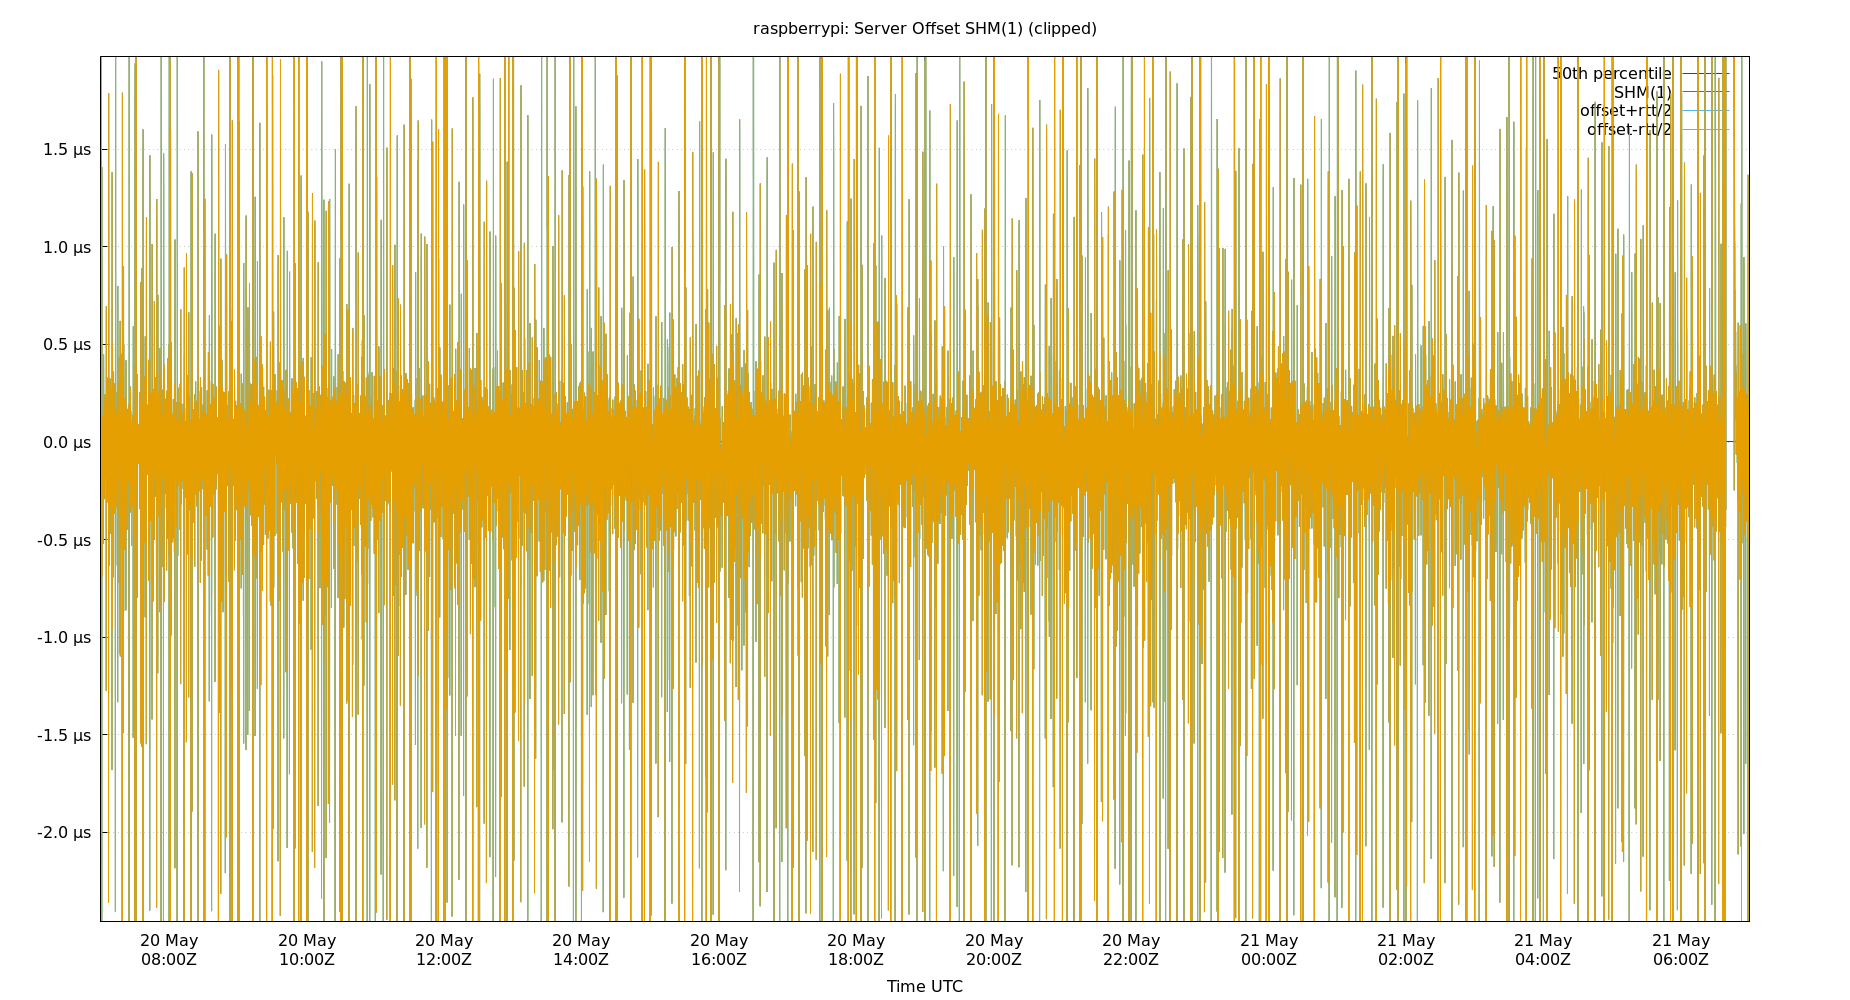 raspberrypi: Server Offset SHM(1) (clipped)
50th percentile
SHM(1)
offset+rtt/2
offset-rtt/2
1.5 µs
1.0 µs
0.5 µs
0.0 µs
-0.5 µs
-1.0 µs
-1.5 µs
-2.0 µs
20 May 20 May 20 May 20 May 20 May 20 May 20 May 20 May 21 May 21 May 21 May 21 May
08:00Z 10:00Z 12:00Z 14:00Z 16:00Z 18:00Z 20:00Z 22:00Z 00:00Z 02:00Z 04:00Z 06:00Z
Time UTC